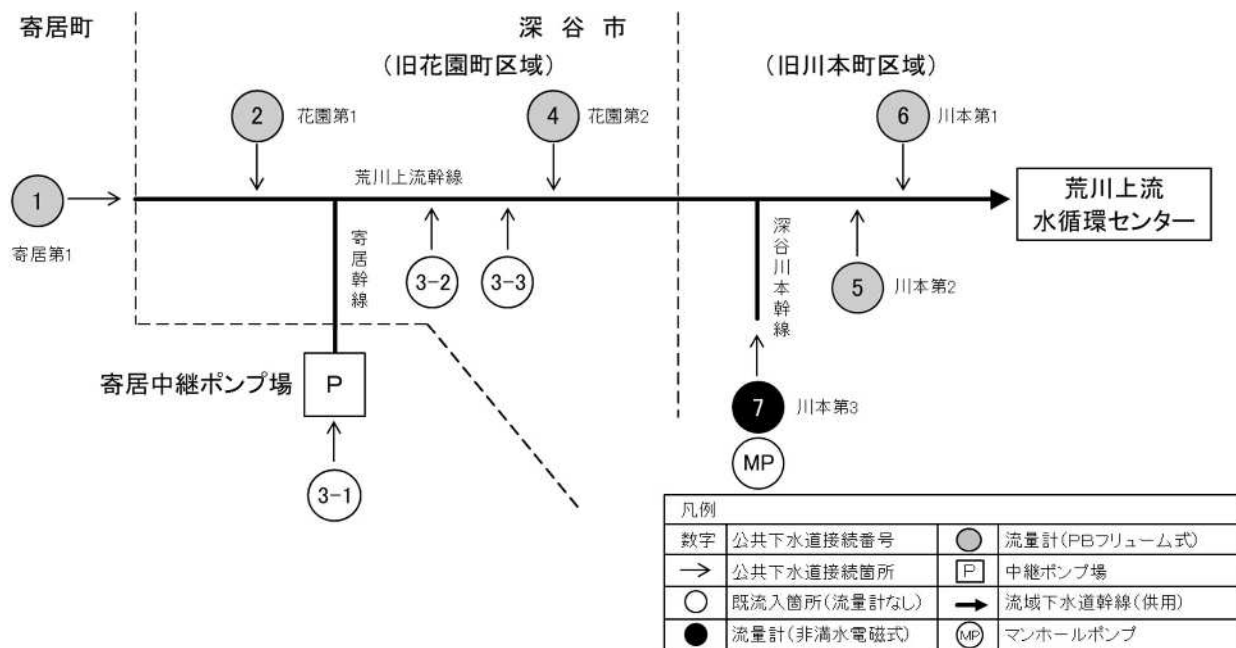 寄居町
深谷市
(旧花園町区域)
(旧川本町区域)
2
花園第1
4
花園第2
6
川本第1
1
寄居第1
荒川上流幹線
荒川上流
水循環センター
寄居幹線
3-2
3-3
深谷川本幹線
5
川本第2
寄居中継ポンプ場
P
7
川本第3
MP
3-1
凡例
数字 公共下水道接続番号 流量計(PBフリューム式)
→ 公共下水道接続箇所 P 中継ポンプ場
既流入箇所(流量計なし) 流域下水道幹線(供用)
流量計(非満水電磁式) MP マンホールポンプ